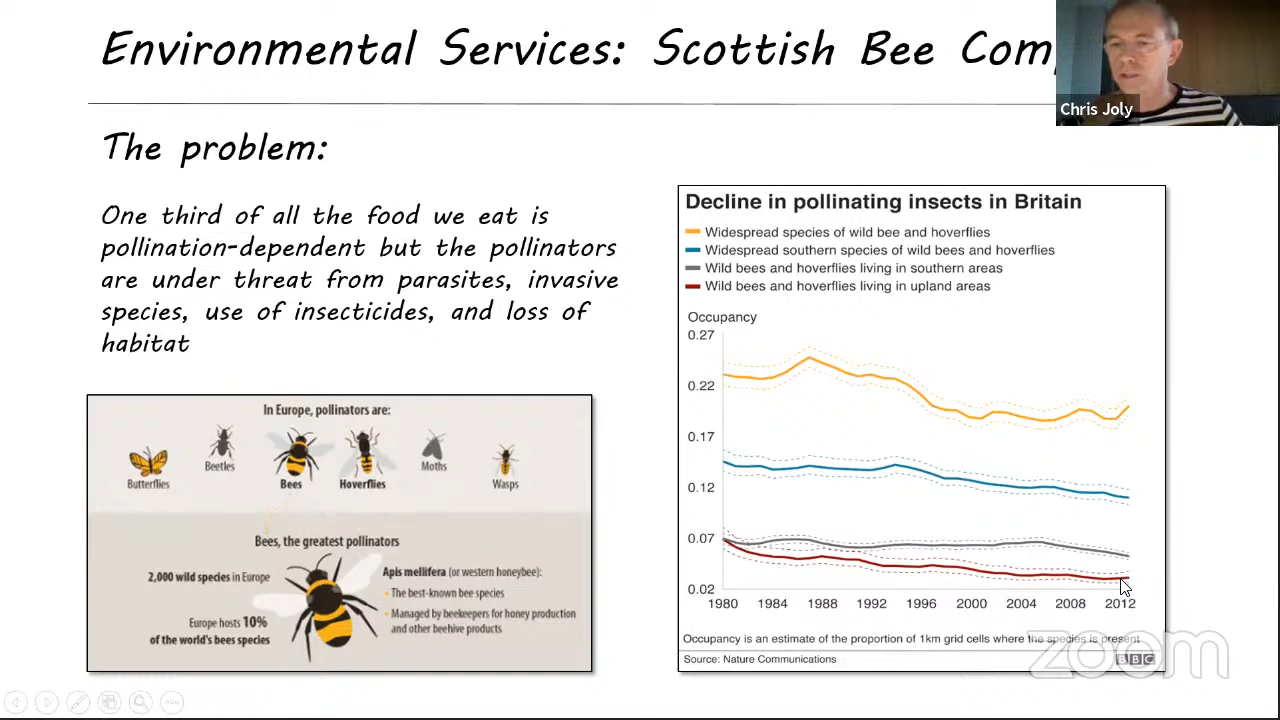 Environmental Services: Scottish Bee Com
Chris Joly
The problem:
One third of all the food we eat is
pollination-dependent but the pollinators
are under threat from parasites, invasive
species, use of insecticides, and loss of
habitat
In Europe, pollinators are:
Butterflies
Beetles
Bees
Hoverflies
Moths
Wasps
Bees, the greatest pollinators
2,000 wild species in Europe
Europe hosts 10%
of the world's bees species
Apis mellifera (or western honeybee):
• The best-known bee species
• Managed by beekeepers for honey production
and other beehive products
Decline in pollinating insects in Britain
Widespread species of wild bee and hoverflies
Widespread southern species of wild bees and hoverflies
Wild bees and hoverflies living in southern areas
Wild bees and hoverflies living in upland areas
Occupancy
0.27
0.22
0.17
0.12
0.07
0.02
1980 1984 1988 1992 1996 2000 2004 2008 2012
Occupancy is an estimate of the proportion of 1km grid cells where the species is present
Source: Nature Communications
BBC
zoom